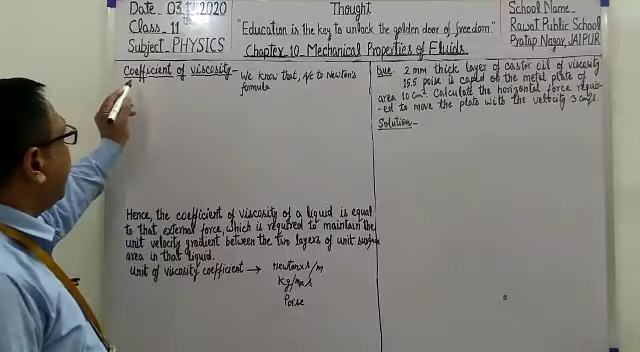 Date 03.12.2020
Class 11th
Subject PHYSICS
Thought
"Education is the key to unlock the golden door of freedom."
Chapter 10 Mechanical Properties of Fluids.
School Name-
Rawat Public School
Pratap Nagar, JAIPUR
Coefficient of viscosity- We know that, A/c to Newton's
formula
Hence, the coefficient of viscosity of a liquid is equal
to that external force, which is required to maintain the
unit velocity gradient between the two layers of unit surface
area in that liquid.
Unit of viscosity coefficient → newton×s/m
kg/m×s
Poise
Que. 2 mm thick layer of castor oil of viscosity
15.5 poise is caped on the metal plate of
area 10 cm². Calculate the horizontal force requir-
-ed to move the plate with the velocity 3 cm/s.
Solution-